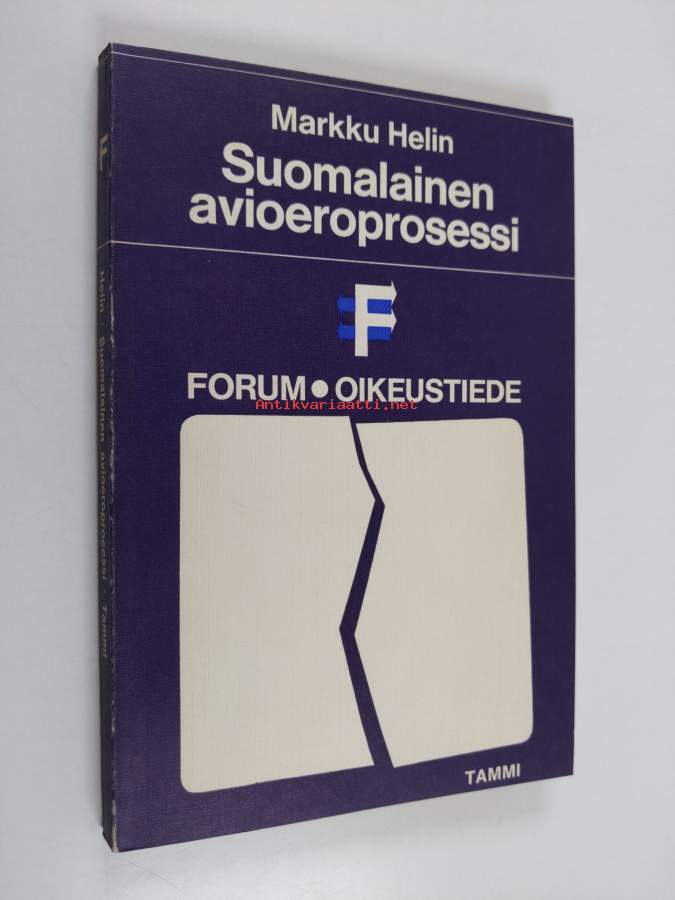 Markku Helin
Suomalainen
avioeroprosessi
F
FORUM • OIKEUSTIEDE
Antikvariaatti.net
TAMMI
F
Helin · Suomalainen avioeroprosessi · Tammi